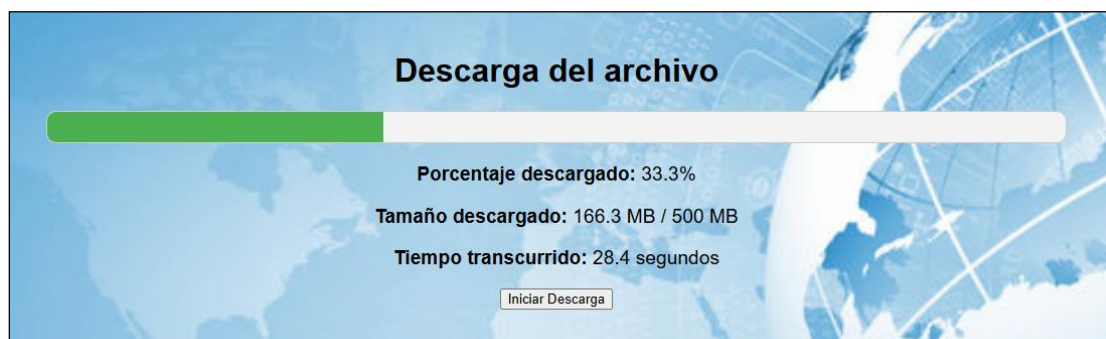 Descarga del archivo
Porcentaje descargado: 33.3%
Tamaño descargado: 166.3 MB / 500 MB
Tiempo transcurrido: 28.4 segundos
Iniciar Descarga